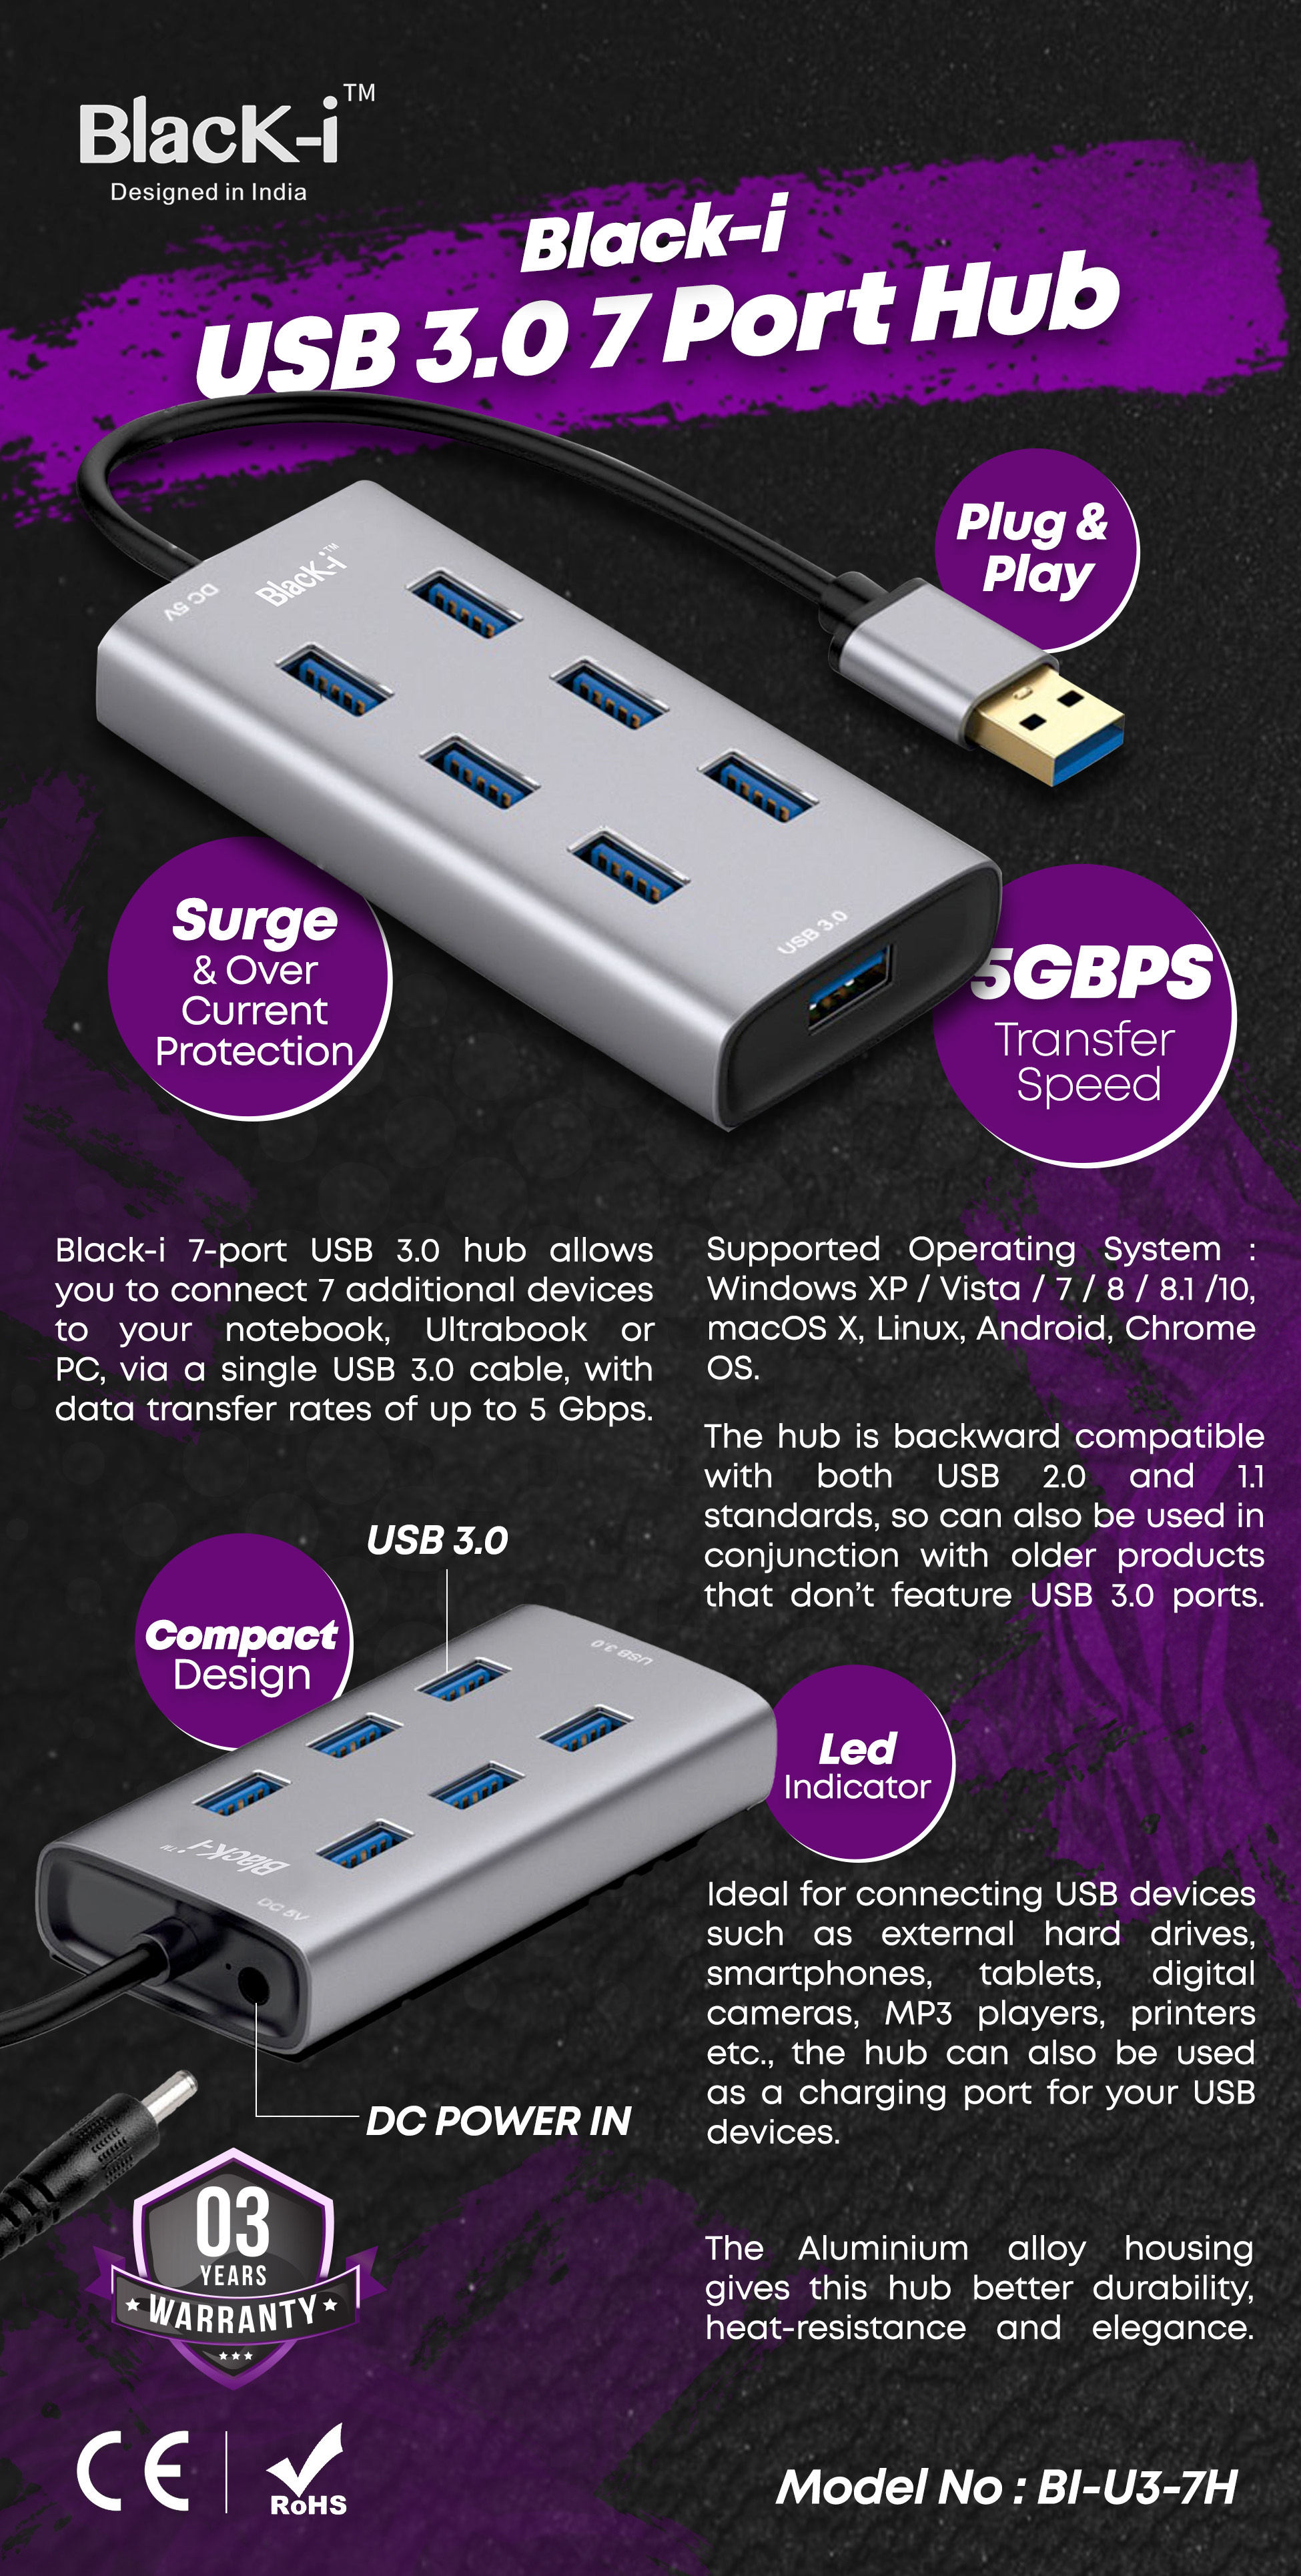 BlacK-i™
Designed in India
Black-i
USB 3.0 7 Port Hub
Plug &
Play
DC 5V
BlacK-i™
USB 3.0
Surge
& Over
Current
Protection
5GBPS
Transfer
Speed
Black-i 7-port USB 3.0 hub allows
you to connect 7 additional devices
to your notebook, Ultrabook or
PC, via a single USB 3.0 cable, with
data transfer rates of up to 5 Gbps.
Supported Operating System :
Windows XP / Vista / 7 / 8 / 8.1 /10,
macOS X, Linux, Android, Chrome
OS.
The hub is backward compatible
with both USB 2.0 and 1.1
standards, so can also be used in
conjunction with older products
that don't feature USB 3.0 ports.
USB 3.0
Compact
Design
USB 3.0
BlacK-i™
DC 5V
Led
Indicator
DC POWER IN
Ideal for connecting USB devices
such as external hard drives,
smartphones, tablets, digital
cameras, MP3 players, printers
etc., the hub can also be used
as a charging port for your USB
devices.
03
YEARS
WARRANTY
The Aluminium alloy housing
gives this hub better durability,
heat-resistance and elegance.
CE
RoHS
Model No : BI-U3-7H